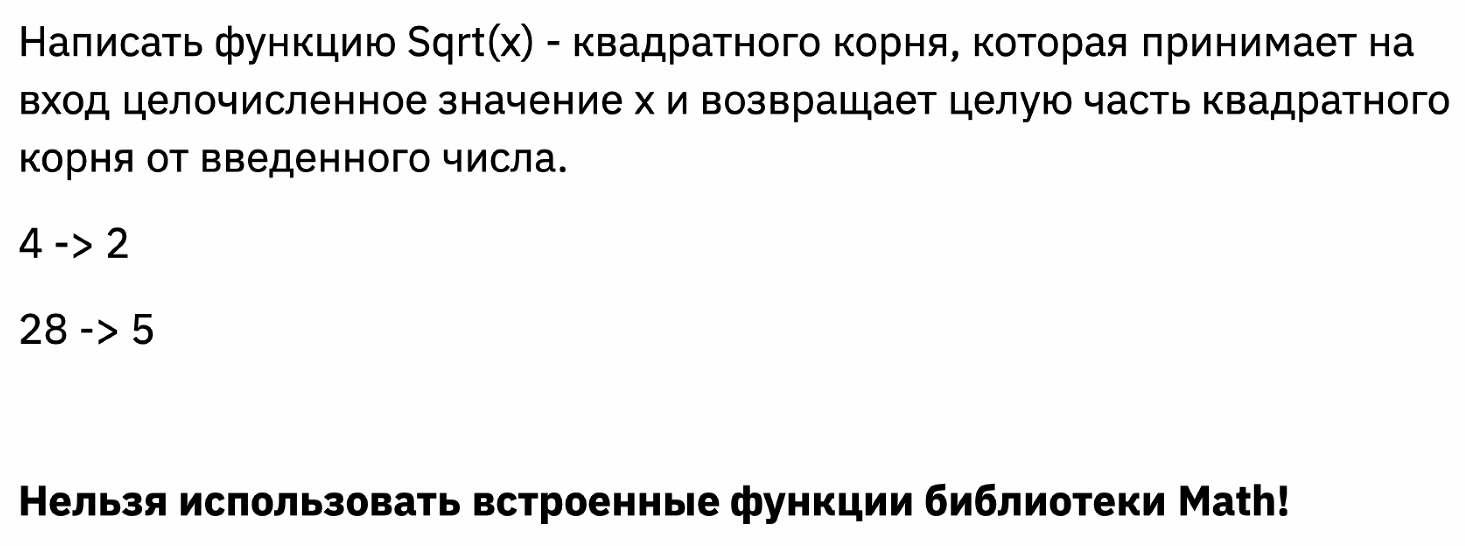 Написать функцию Sqrt(x) - квадратного корня, которая принимает на
вход целочисленное значение x и возвращает целую часть квадратного
корня от введенного числа.
4 -> 2
28 -> 5
Нельзя использовать встроенные функции библиотеки Math!